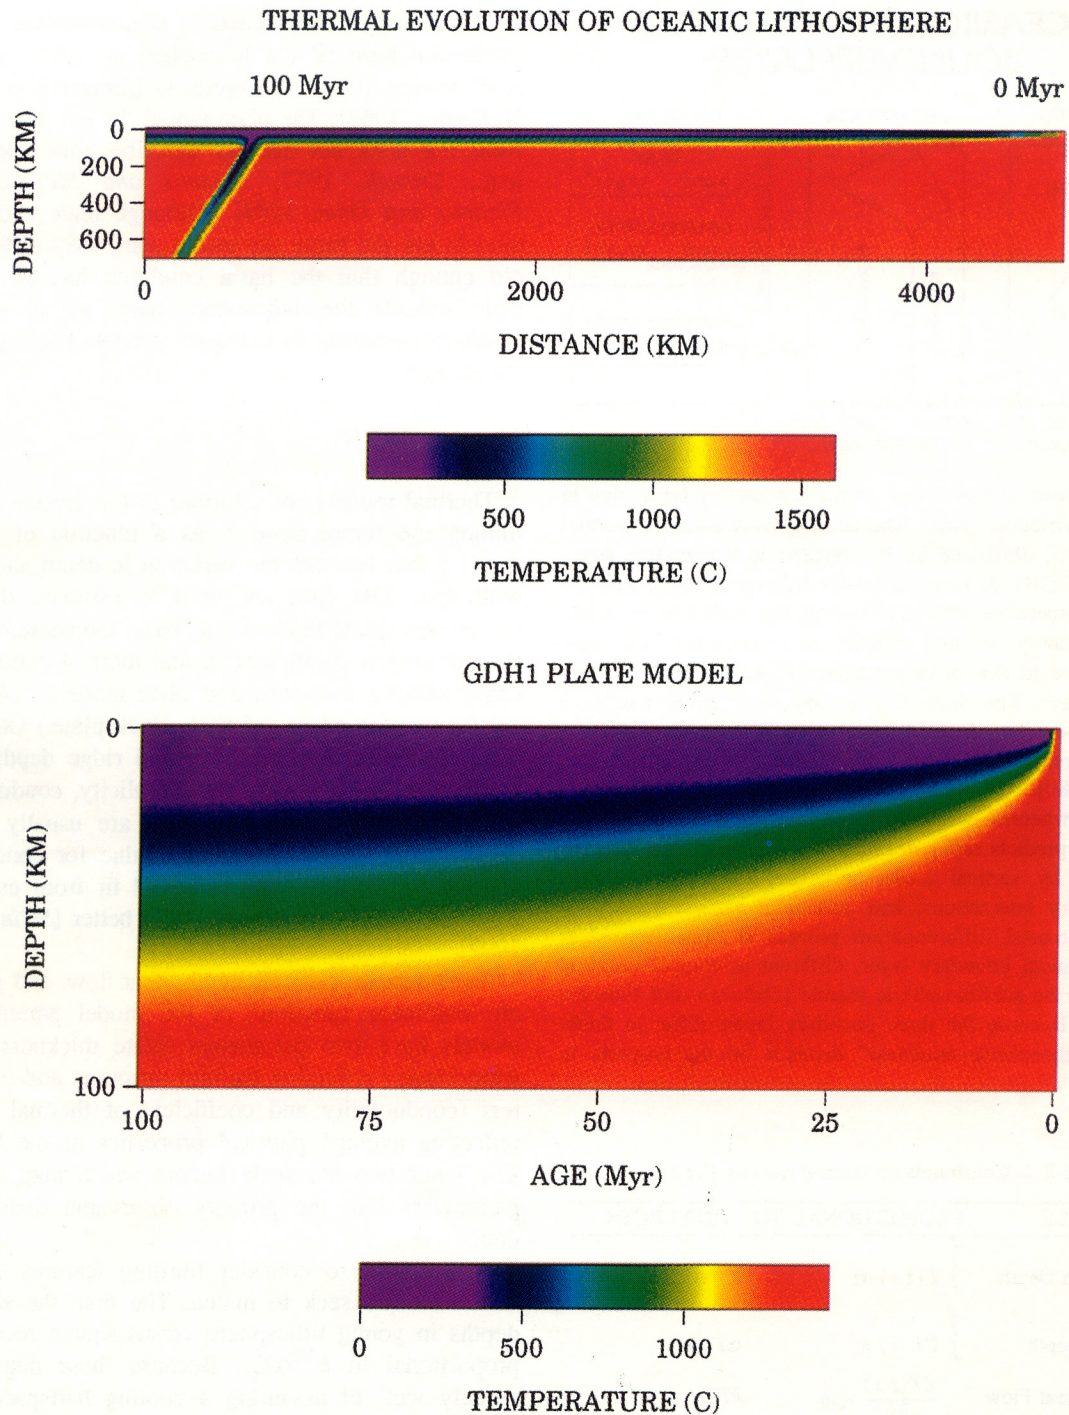 THERMAL EVOLUTION OF OCEANIC LITHOSPHERE
100 Myr
0 Myr
DEPTH (KM)
0
200
400
600
0
2000
4000
DISTANCE (KM)
500
1000
1500
TEMPERATURE (C)
GDH1 PLATE MODEL
DEPTH (KM)
0
100
100
75
50
25
0
AGE (Myr)
0
500
1000
TEMPERATURE (C)